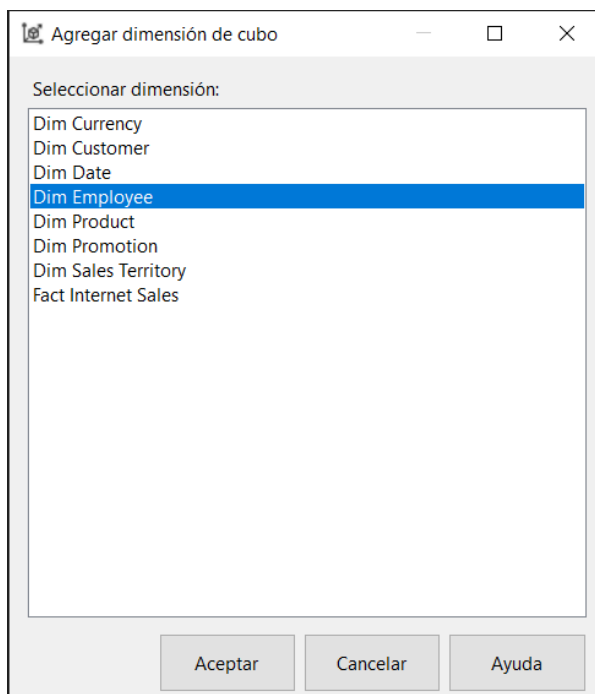 Agregar dimensión de cubo
Seleccionar dimensión:
Dim Currency
Dim Customer
Dim Date
Dim Employee
Dim Product
Dim Promotion
Dim Sales Territory
Fact Internet Sales
Aceptar Cancelar Ayuda